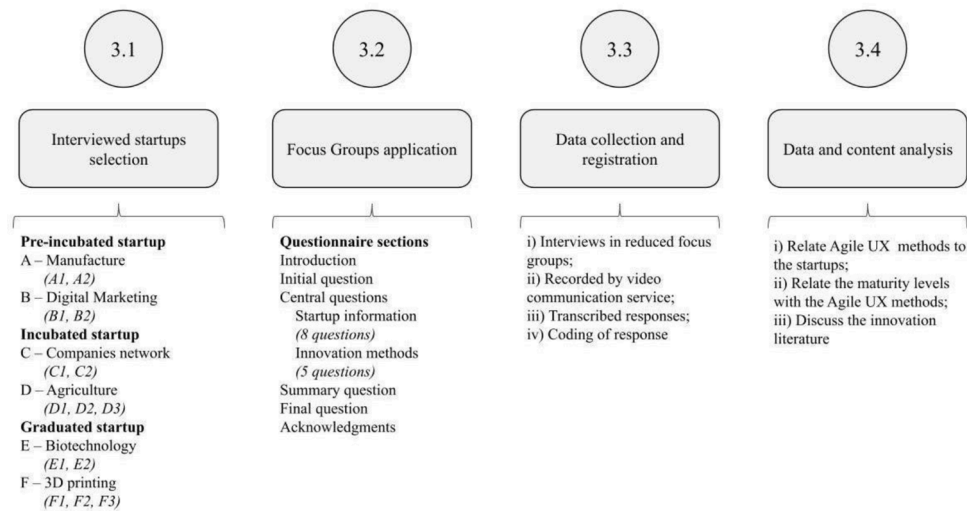 3.1
Interviewed startups
selection
Pre-incubated startup
A – Manufacture
(A1, A2)
B – Digital Marketing
(B1, B2)
Incubated startup
C – Companies network
(C1, C2)
D – Agriculture
(D1, D2, D3)
Graduated startup
E – Biotechnology
(E1, E2)
F – 3D printing
(F1, F2, F3)
3.2
Focus Groups application
Questionnaire sections
Introduction
Initial question
Central questions
Startup information
(8 questions)
Innovation methods
(5 questions)
Summary question
Final question
Acknowledgments
3.3
Data collection and
registration
i) Interviews in reduced focus
groups;
ii) Recorded by video
communication service;
iii) Transcribed responses;
iv) Coding of response
3.4
Data and content analysis
i) Relate Agile UX methods to
the startups;
ii) Relate the maturity levels
with the Agile UX methods;
iii) Discuss the innovation
literature